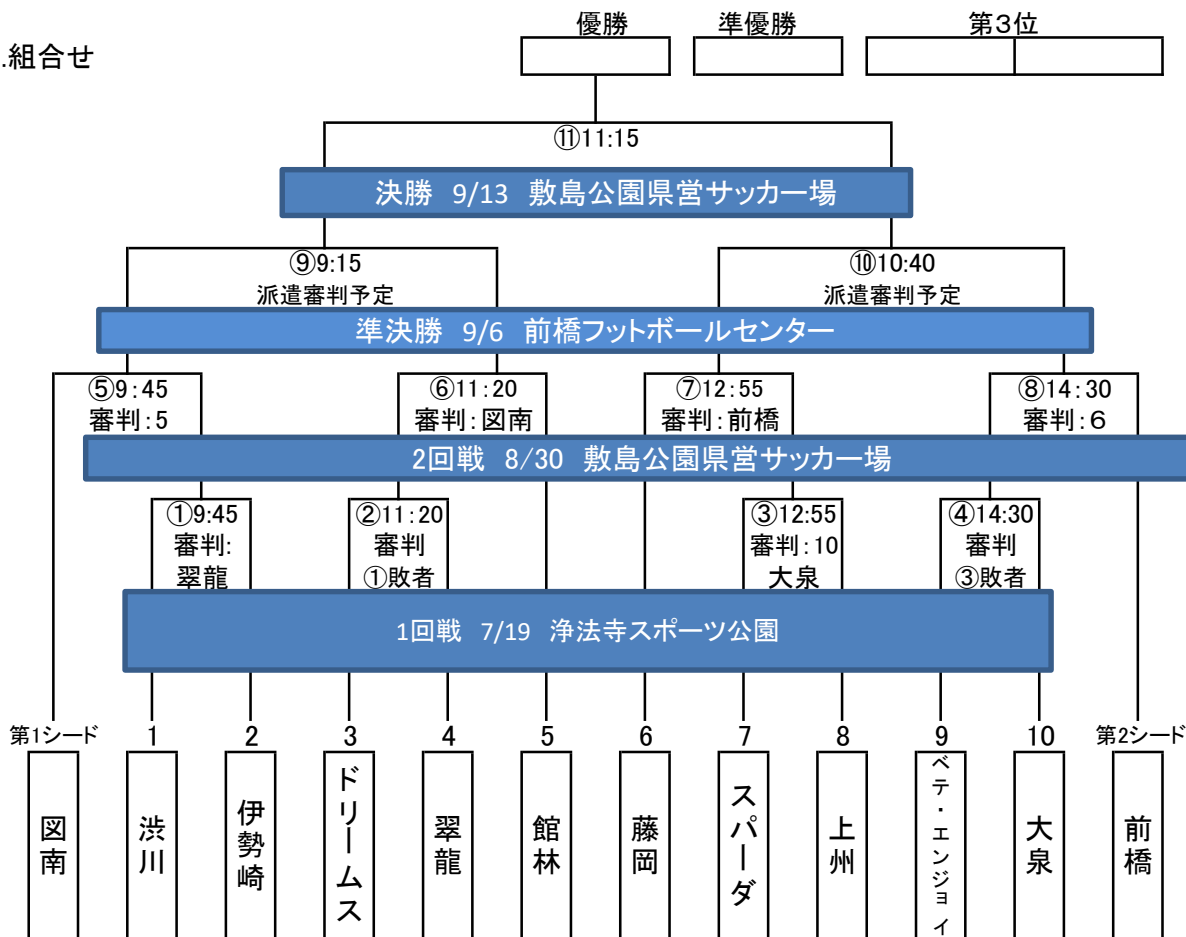 優勝 準優勝 第3位
.組合せ
⑪11:15
決勝 9/13 敷島公園県営サッカー場
⑨9:15 ⑩10:40
派遣審判予定 派遣審判予定
準決勝 9/6 前橋フットボールセンター
⑤9:45 ⑥11:20 ⑦12:55 ⑧14:30
審判:5 審判:図南 審判:前橋 審判:6
2回戦 8/30 敷島公園県営サッカー場
①9:45 ②11:20 ③12:55 ④14:30
審判: 審判 審判:10 審判
翠龍 ①敗者 大泉 ③敗者
1回戦 7/19 浄法寺スポーツ公園
第1シード 1 2 3 4 5 6 7 8 9 10 第2シード
図南
渋川
伊勢崎
ドリームス
翠龍
館林
藤岡
スパーダ
上州
ベテ・エンジョイ
大泉
前橋